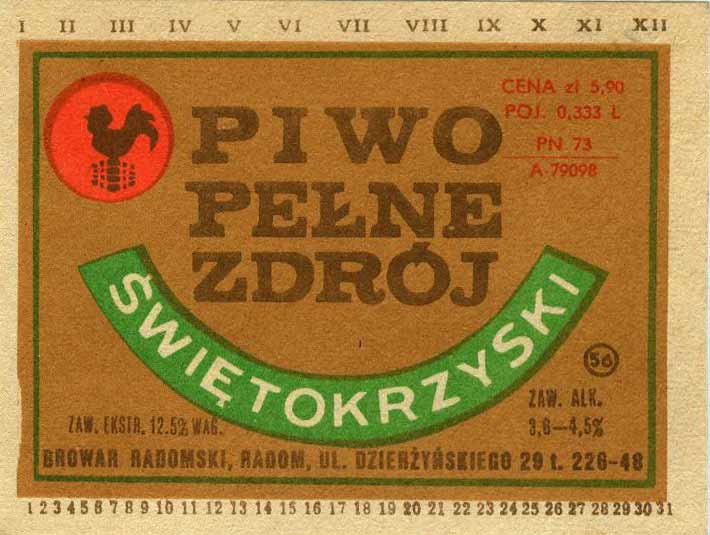 I II III IV V VI VII VIII IX X XI XII
CENA zł 5,90
POJ. 0,333 L
PN 73
A-79098
PIWO
PEŁNE
ZDRÓJ
ŚWIĘTOKRZYSKI
56
ZAW. EKSTR. 12.5% WAG.
ZAW. ALK.
3,6—4,5%
BROWAR RADOMSKI, RADOM, UL. DZIERŻYŃSKIEGO 29 t. 226-48
1 2 3 4 5 6 7 8 9 10 11 12 13 14 15 16 17 18 19 20 21 22 23 24 25 26 27 28 29 30 31